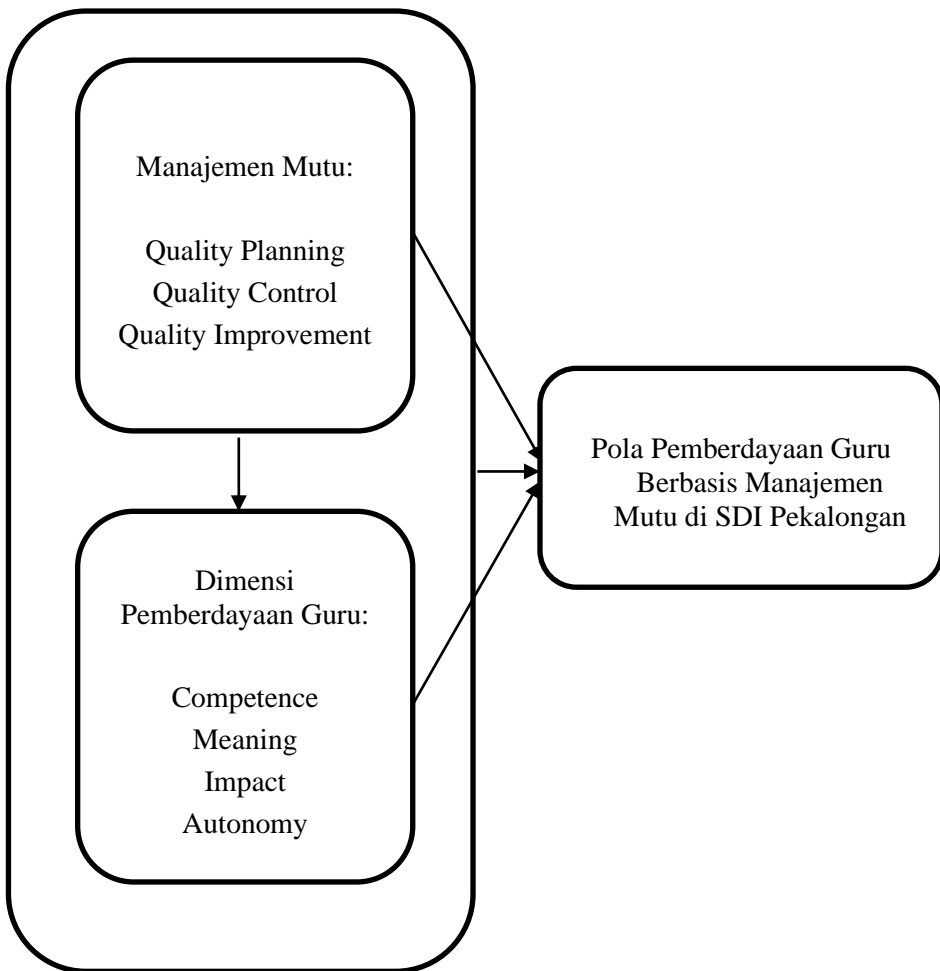 Manajemen Mutu:
Quality Planning
Quality Control
Quality Improvement
Dimensi
Pemberdayaan Guru:
Competence
Meaning
Impact
Autonomy
Pola Pemberdayaan Guru
Berbasis Manajemen
Mutu di SDI Pekalongan